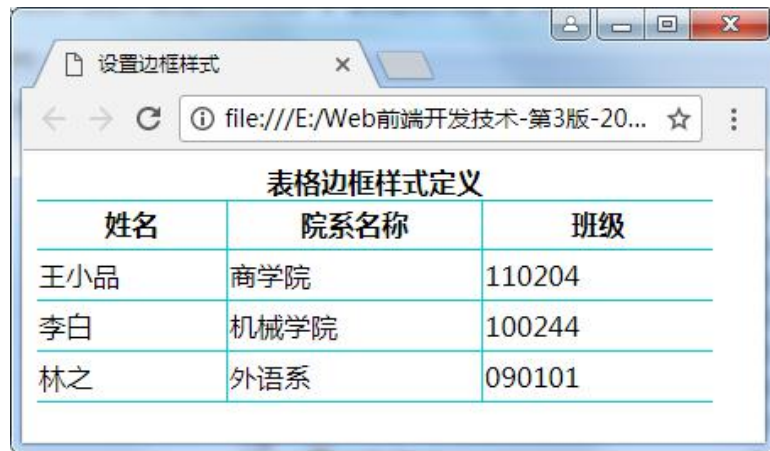 设置边框样式
file:///E:/Web前端开发技术-第3版-20...
表格边框样式定义
姓名 院系名称 班级
王小品 商学院 110204
李白 机械学院 100244
林之 外语系 090101